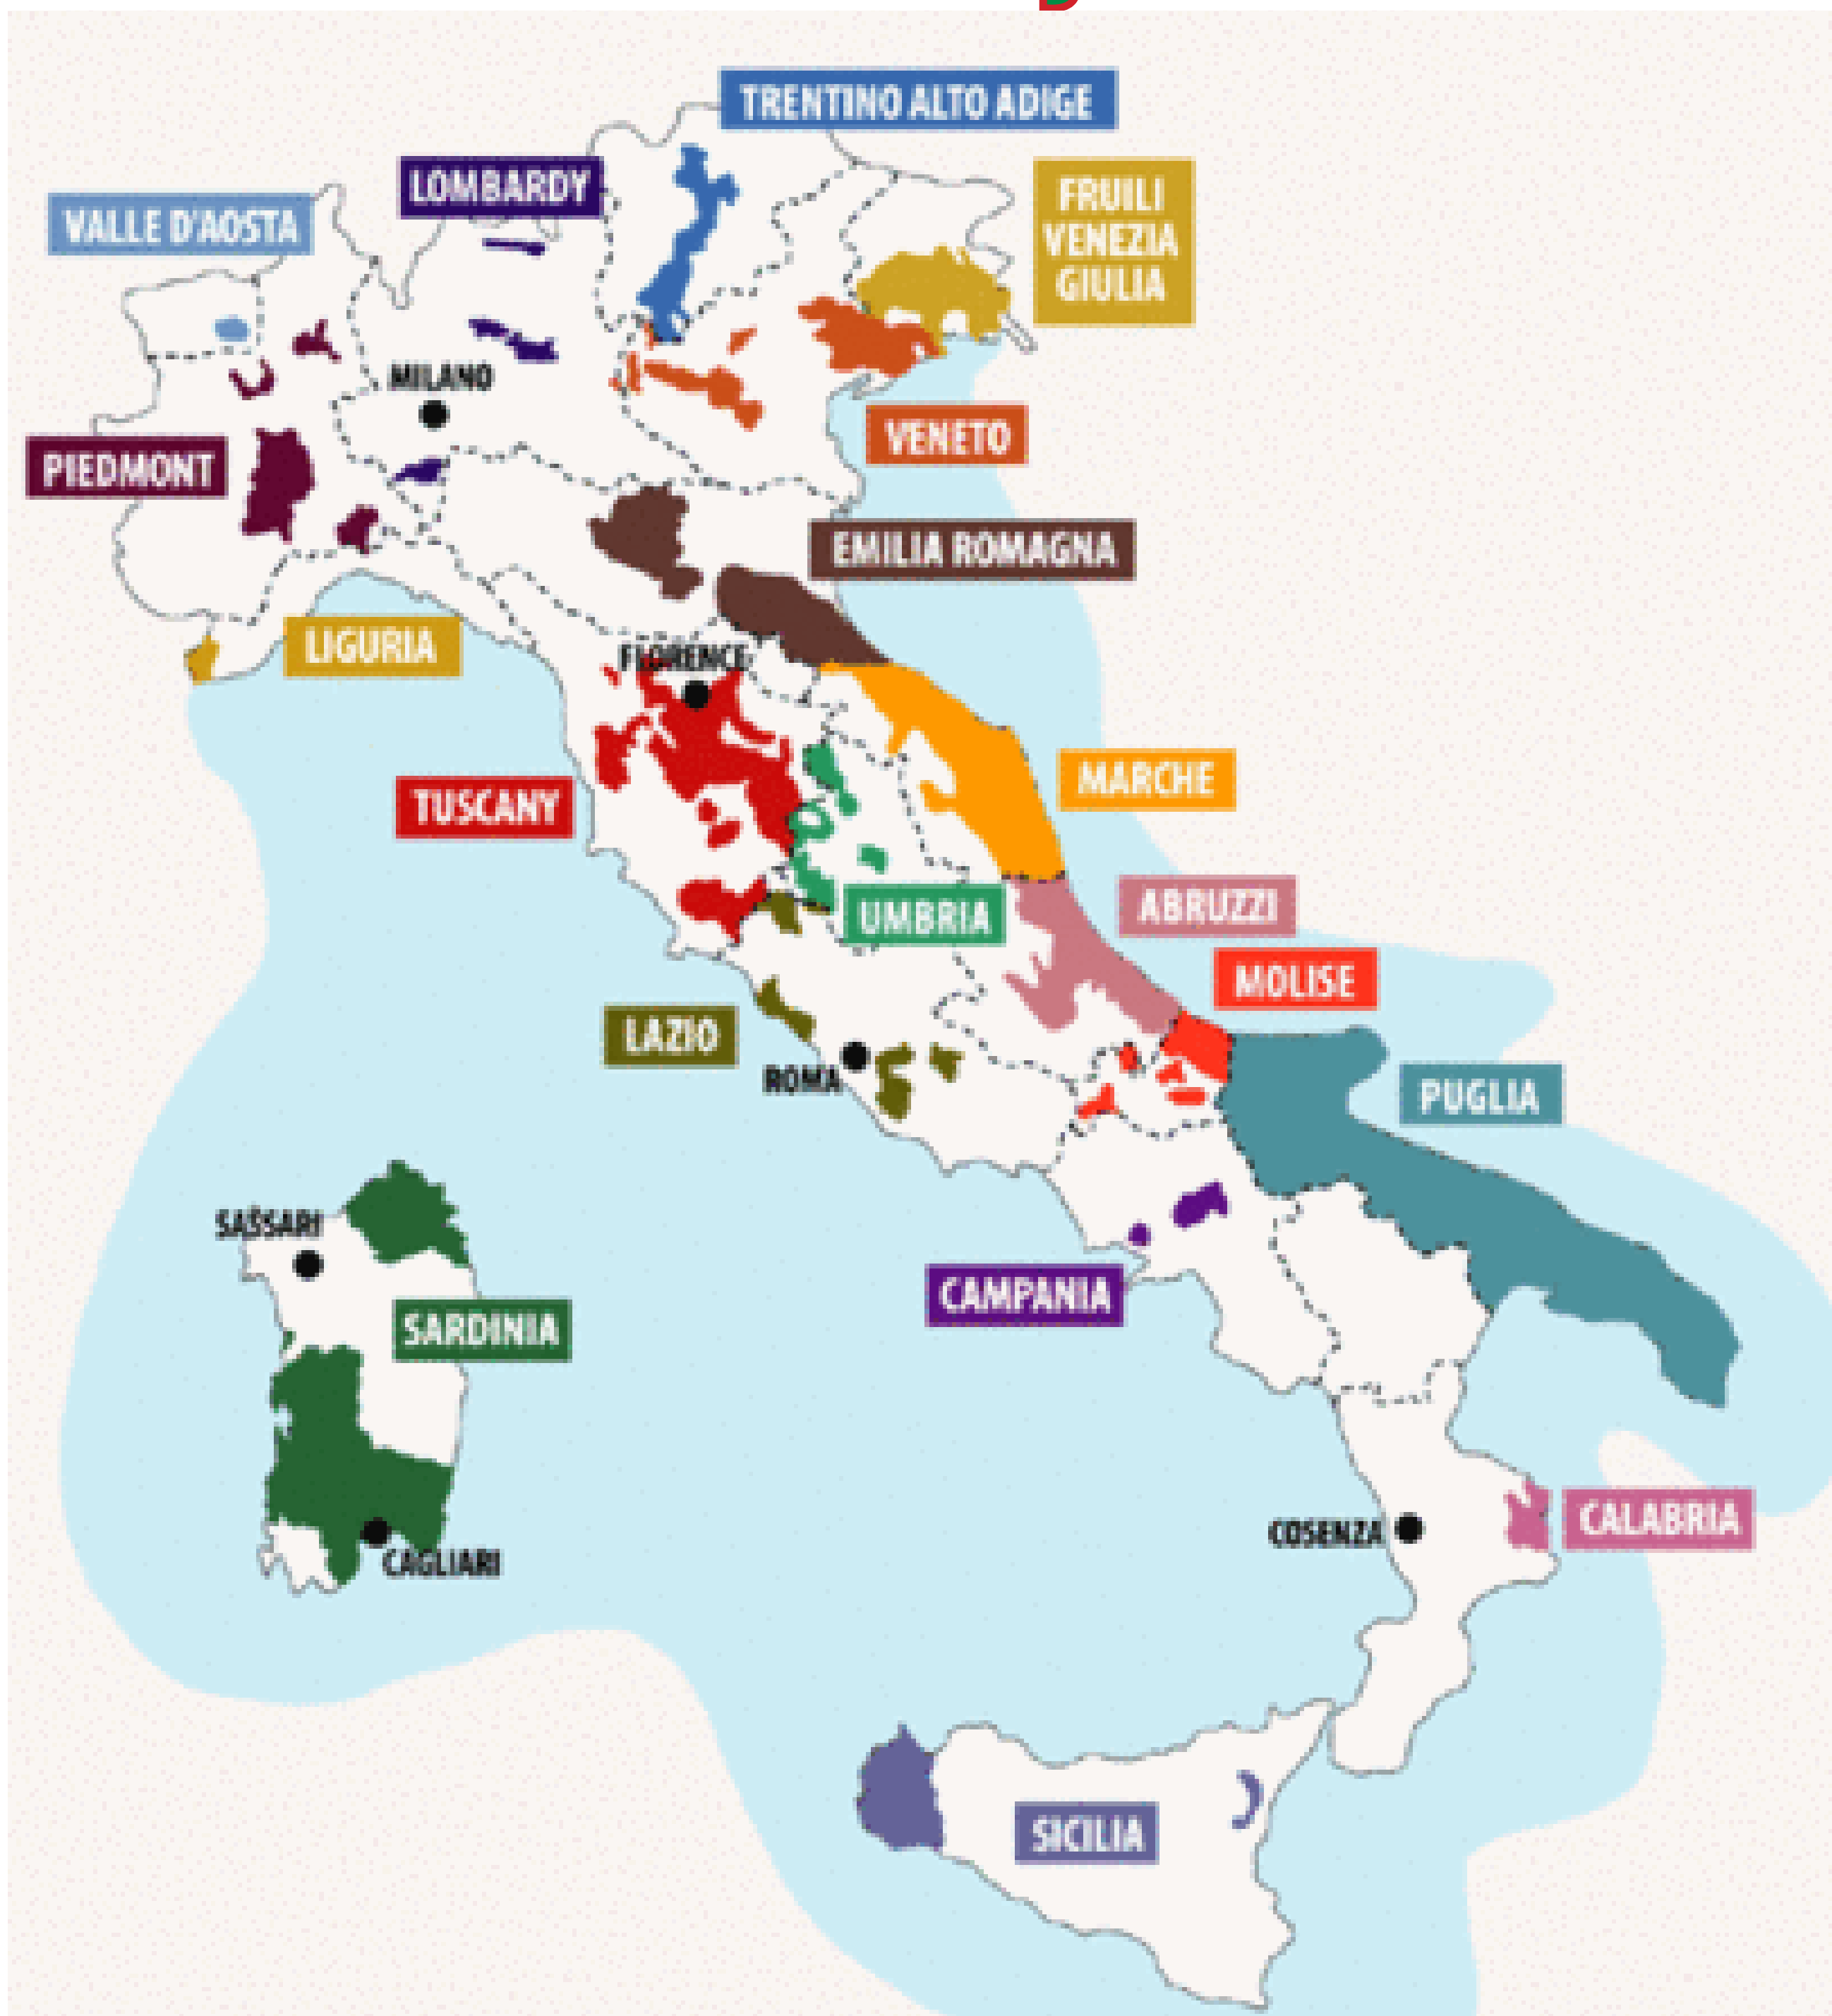 TRENTINO ALTO ADIGE
LOMBARDY
FRUILI
VENEZIA
GIULIA
VALLE D'AOSTA
MILANO
VENETO
PIEDMONT
EMILIA ROMAGNA
LIGURIA
FLORENCE
MARCHE
TUSCANY
ABRUZZI
UMBRIA
MOLISE
LAZIO
ROMA
PUGLIA
SASSARI
CAMPANIA
SARDINIA
CALABRIA
COSENZA
CAGLIARI
SICILIA